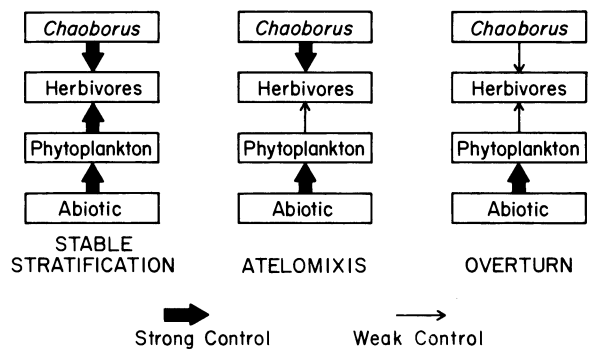 Chaoborus Chaoborus Chaoborus
Herbivores Herbivores Herbivores
Phytoplankton Phytoplankton Phytoplankton
Abiotic Abiotic Abiotic
STABLE
STRATIFICATION ATELOMIXIS OVERTURN
Strong Control Weak Control